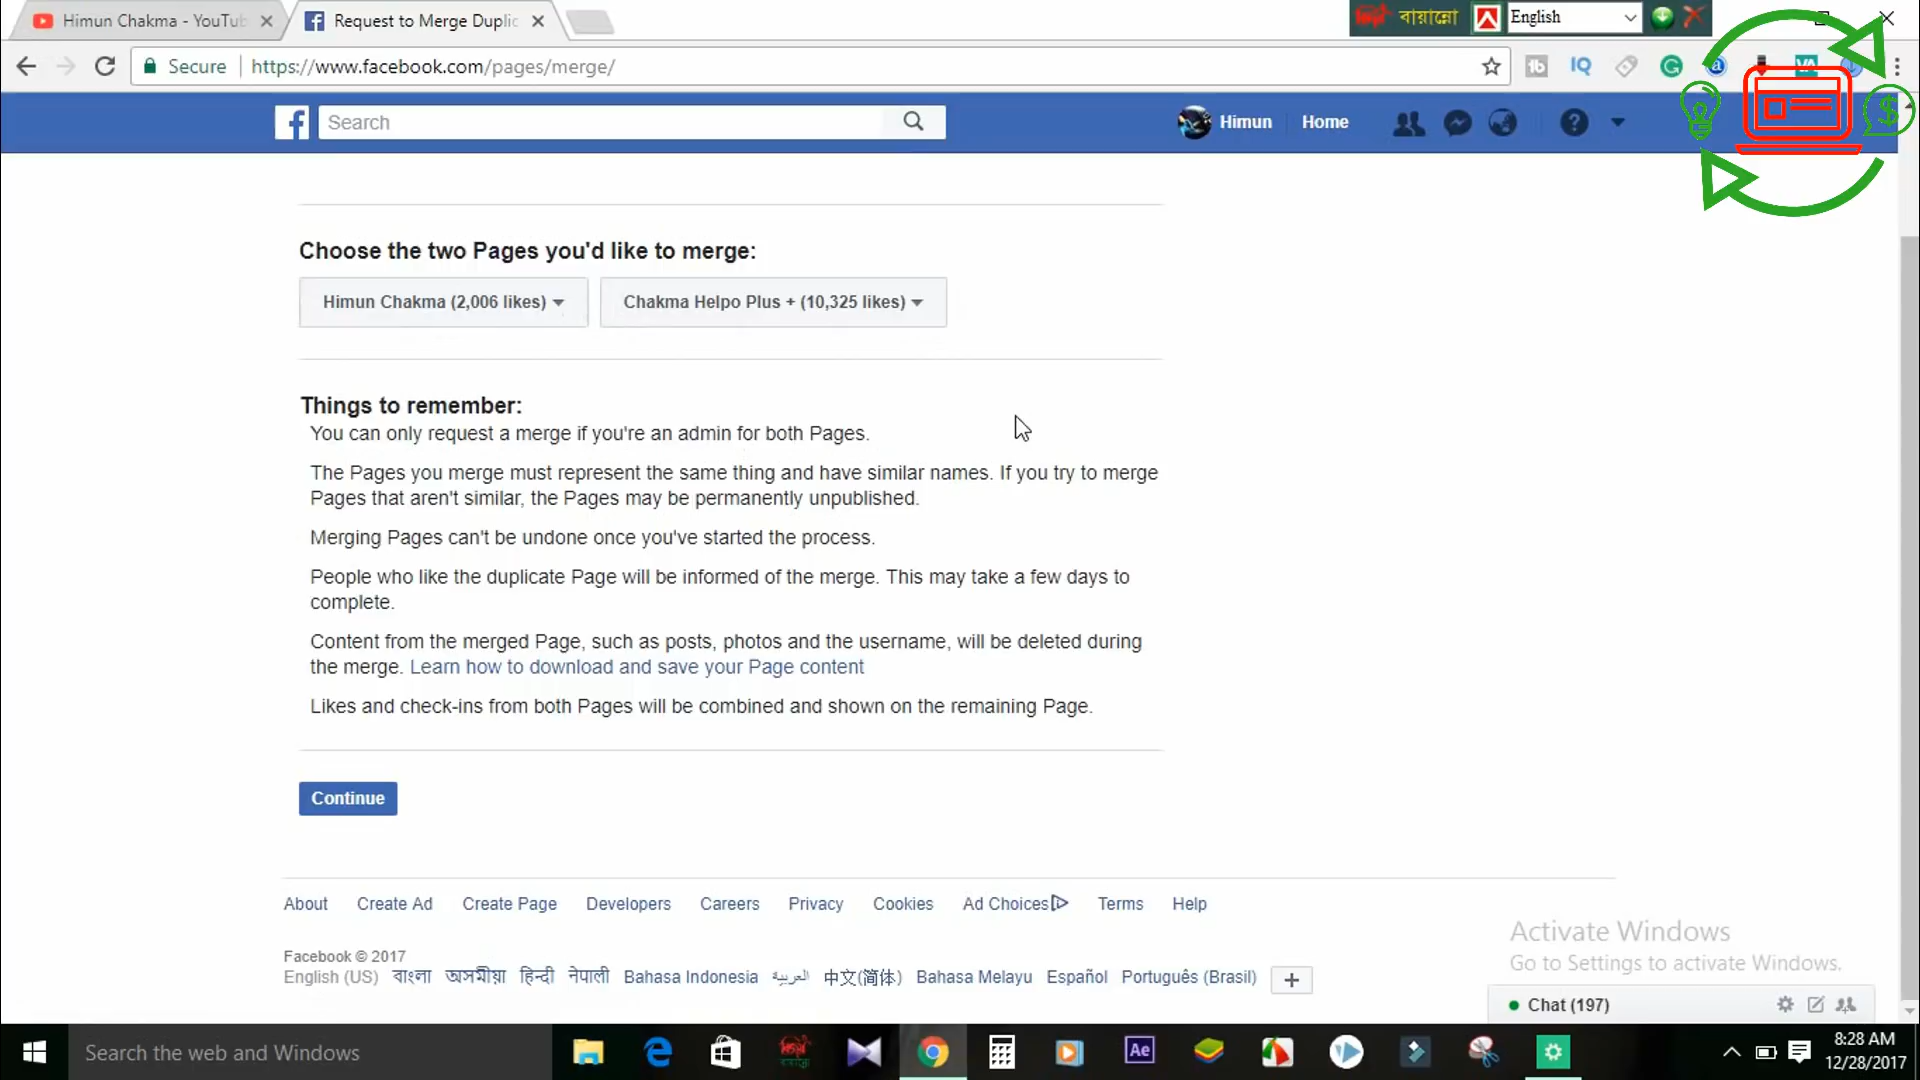 Himun Chakma - YouTub
Request to Merge Duplic
বায়ান্নো
English
Secure
https://www.facebook.com/pages/merge/
Search
Himun
Home
Choose the two Pages you'd like to merge:
Himun Chakma (2,006 likes)
Chakma Helpo Plus + (10,325 likes)
Things to remember:
You can only request a merge if you're an admin for both Pages.
The Pages you merge must represent the same thing and have similar names. If you try to merge
Pages that aren't similar, the Pages may be permanently unpublished.
Merging Pages can't be undone once you've started the process.
People who like the duplicate Page will be informed of the merge. This may take a few days to
complete.
Content from the merged Page, such as posts, photos and the username, will be deleted during
the merge. Learn how to download and save your Page content
Likes and check-ins from both Pages will be combined and shown on the remaining Page.
Continue
About Create Ad Create Page Developers Careers Privacy Cookies Ad Choices Terms Help
Facebook © 2017
English (US) বাংলা অসমীয়া हिन्दी नेपाली Bahasa Indonesia العربية 中文(简体) Bahasa Melayu Español Português (Brasil) +
Activate Windows
Go to Settings to activate Windows.
Chat (197)
Search the web and Windows
Ae
8:28 AM
12/28/2017